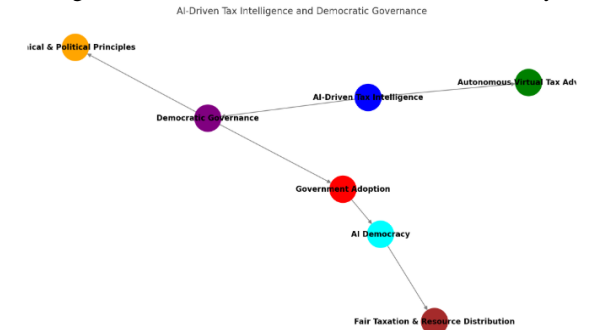 AI-Driven Tax Intelligence and Democratic Governance
ical & Political Principles
Autonomous Virtual Tax Adv
AI-Driven Tax Intelligence
Democratic Governance
Government Adoption
AI Democracy
Fair Taxation & Resource Distribution